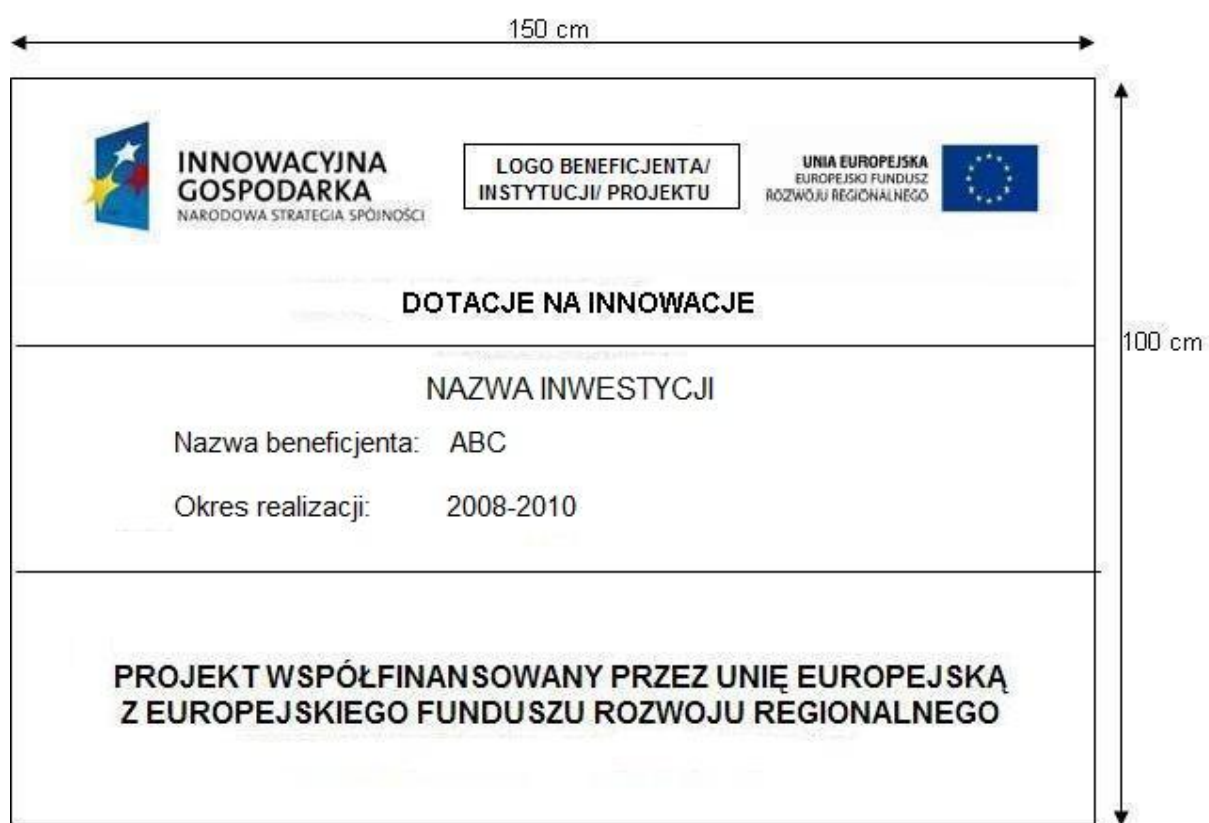 150 cm
INNOWACYJNA
GOSPODARKA
NARODOWA STRATEGIA SPÓJNOŚCI
LOGO BENEFICJENTA/
INSTYTUCJI/ PROJEKTU
UNIA EUROPEJSKA
EUROPEJSKI FUNDUSZ
ROZWOJU REGIONALNEGO
DOTACJE NA INNOWACJE
100 cm
NAZWA INWESTYCJI
Nazwa beneficjenta: ABC
Okres realizacji: 2008-2010
PROJEKT WSPÓŁFINANSOWANY PRZEZ UNIĘ EUROPEJSKĄ
Z EUROPEJSKIEGO FUNDUSZU ROZWOJU REGIONALNEGO